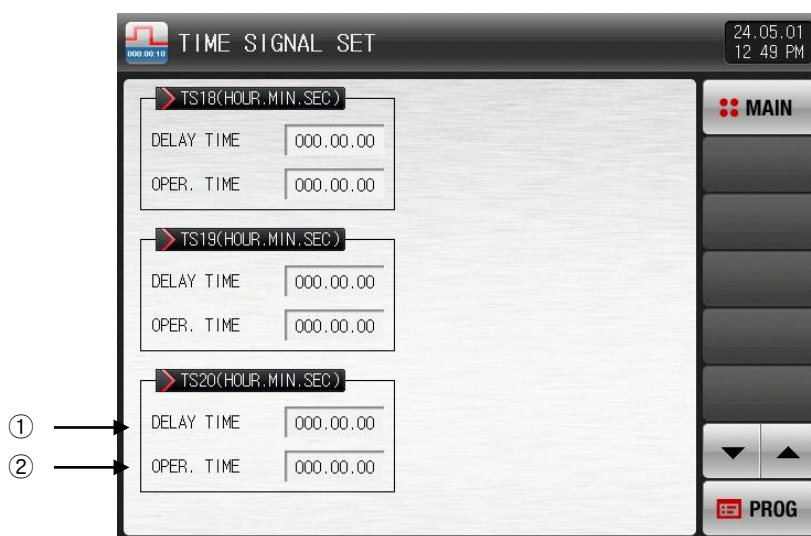 000:00:10
TIME SIGNAL SET
24.05.01
12 49 PM
TS18(HOUR.MIN.SEC)
DELAY TIME 000.00.00
OPER. TIME 000.00.00
TS19(HOUR.MIN.SEC)
DELAY TIME 000.00.00
OPER. TIME 000.00.00
TS20(HOUR.MIN.SEC)
① DELAY TIME 000.00.00
② OPER. TIME 000.00.00
MAIN
PROG